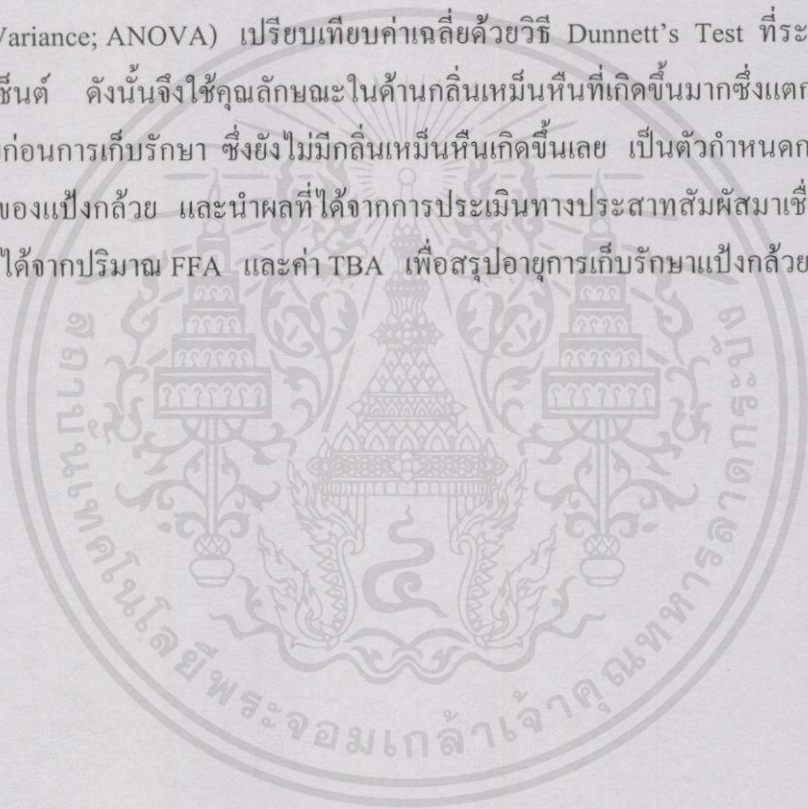 Variance; ANOVA) เปรียบเทียบค่าเฉลี่ยด้วยวิธี Dunnett's Test ที่ระ
ซ็นต์ ดังนั้นจึงใช้คุณลักษณะในด้านกลิ่นเหม็นหืนที่เกิดขึ้นมากซึ่งแตก
ก่อนการเก็บรักษา ซึ่งยังไม่มีกลิ่นเหม็นหืนเกิดขึ้นเลย เป็นตัวกำหนดก
ของแป้งกล้วย และนำผลที่ได้จากการประเมินทางประสาทสัมผัสมาเชื่
ได้จากปริมาณ FFA และค่า TBA เพื่อสรุปอายุการเก็บรักษาแป้งกล้วย
สถาบันเทคโนโลยีพระจอมเกล้าเจ้าคุณทหารลาดกระบัง